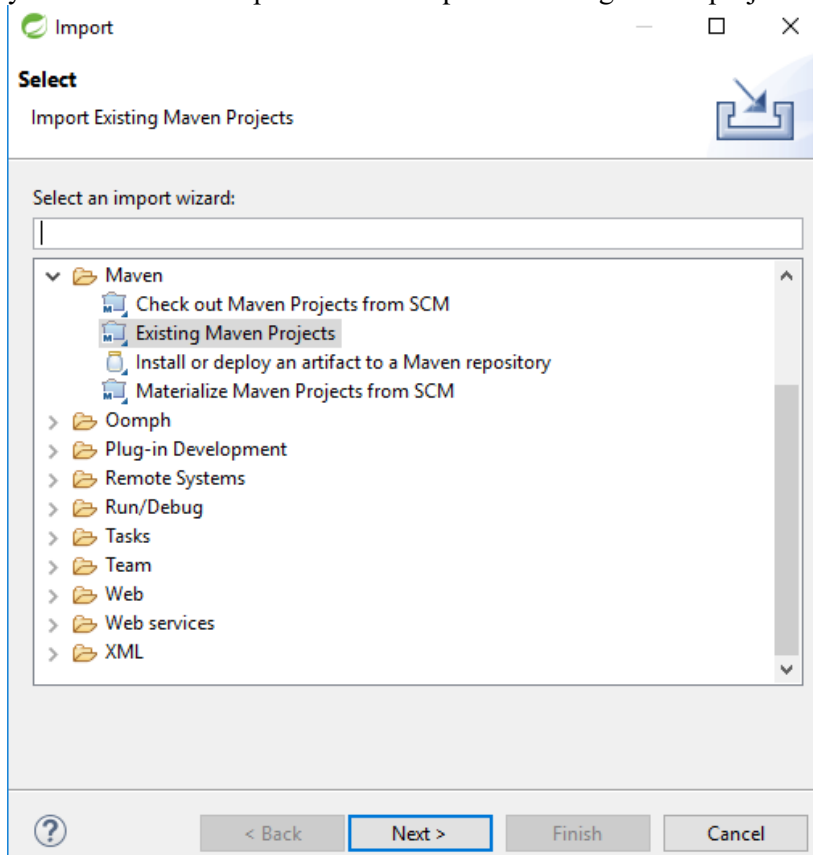 Import
Select
Import Existing Maven Projects
Select an import wizard:
Maven
Check out Maven Projects from SCM
Existing Maven Projects
Install or deploy an artifact to a Maven repository
Materialize Maven Projects from SCM
Oomph
Plug-in Development
Remote Systems
Run/Debug
Tasks
Team
Web
Web services
XML
? < Back Next > Finish Cancel